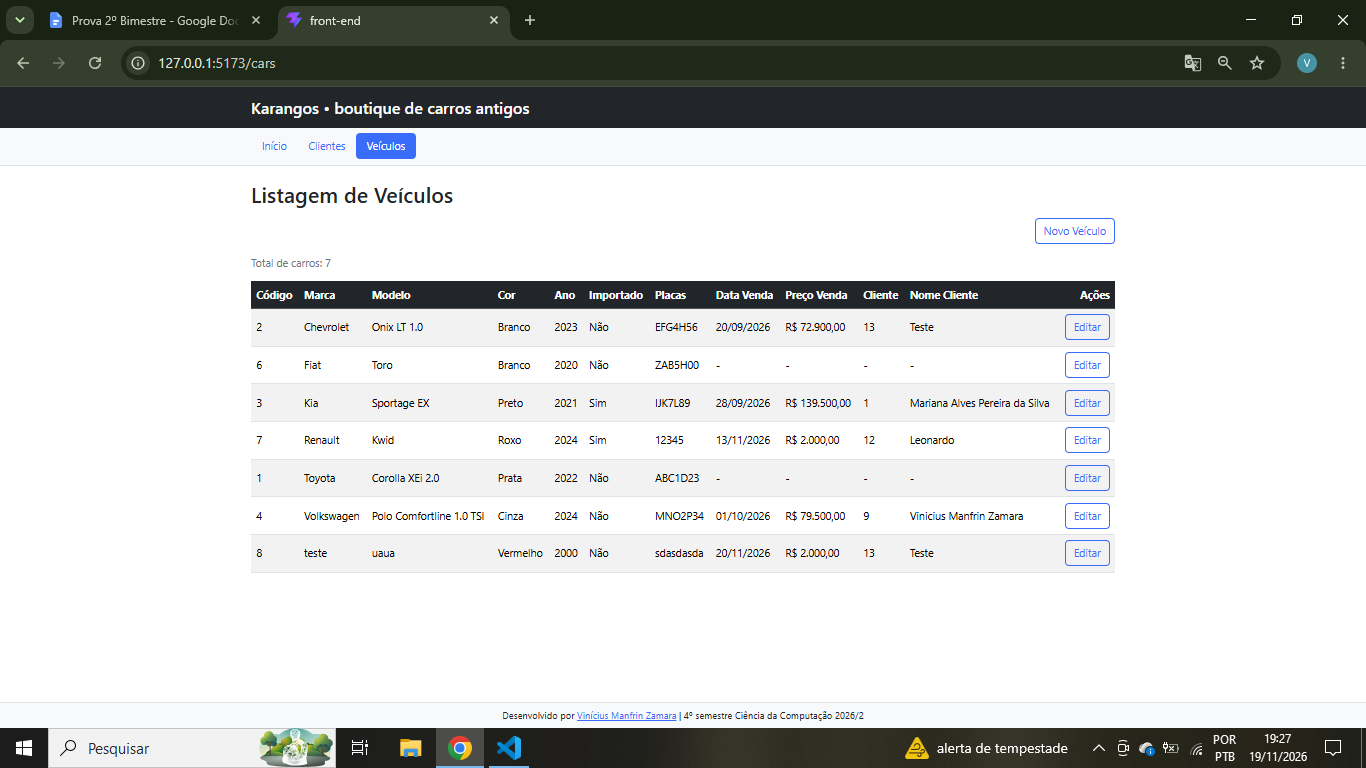 Prova 2º Bimestre - Google Doc
front-end
127.0.0.1:5173/cars
V
Karangos • boutique de carros antigos
Início Clientes Veículos
Listagem de Veículos
Novo Veículo
Total de carros: 7
Código Marca Modelo Cor Ano Importado Placas Data Venda Preço Venda Cliente Nome Cliente Ações
2 Chevrolet Onix LT 1.0 Branco 2023 Não EFG4H56 20/09/2026 R$ 72.900,00 13 Teste Editar
6 Fiat Toro Branco 2020 Não ZAB5H00 - - - - Editar
3 Kia Sportage EX Preto 2021 Sim IJK7L89 28/09/2026 R$ 139.500,00 1 Mariana Alves Pereira da Silva Editar
7 Renault Kwid Roxo 2024 Sim 12345 13/11/2026 R$ 2.000,00 12 Leonardo Editar
1 Toyota Corolla XEi 2.0 Prata 2022 Não ABC1D23 - - - - Editar
4 Volkswagen Polo Comfortline 1.0 TSI Cinza 2024 Não MNO2P34 01/10/2026 R$ 79.500,00 9 Vinicius Manfrin Zamara Editar
8 teste uaua Vermelho 2000 Não sdasdasda 20/11/2026 R$ 2.000,00 13 Teste Editar
Desenvolvido por Vinícius Manfrin Zamara | 4º semestre Ciência da Computação 2026/2
Pesquisar
alerta de tempestade
POR
PTB
19:27
19/11/2026